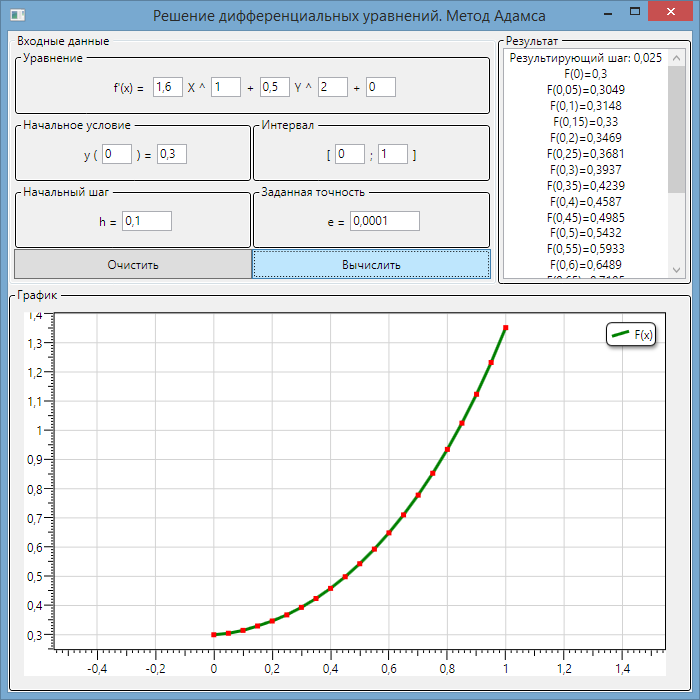 Решение дифференциальных уравнений. Метод Адамса
Входные данные
Уравнение
f'(x) = 1,6 X ^ 1 + 0,5 Y ^ 2 + 0
Начальное условие
y ( 0 ) = 0,3
Интервал
[ 0 ; 1 ]
Начальный шаг
h = 0,1
Заданная точность
e = 0,0001
Очистить
Вычислить
Результат
Результирующий шаг: 0,025
F(0)=0,3
F(0,05)=0,3049
F(0,1)=0,3148
F(0,15)=0,33
F(0,2)=0,3469
F(0,25)=0,3681
F(0,3)=0,3937
F(0,35)=0,4239
F(0,4)=0,4587
F(0,45)=0,4985
F(0,5)=0,5432
F(0,55)=0,5933
F(0,6)=0,6489
График
F(x)
1,4
1,3
1,2
1,1
1
0,9
0,8
0,7
0,6
0,5
0,4
0,3
-0,4 -0,2 0 0,2 0,4 0,6 0,8 1 1,2 1,4